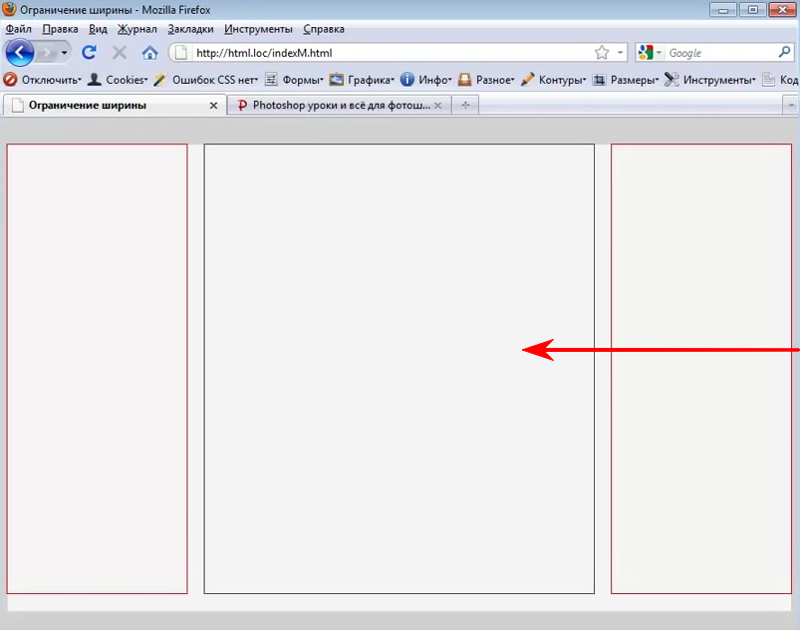 Ограничение ширины - Mozilla Firefox
Файл Правка Вид Журнал Закладки Инструменты Справка
http://html.loc/indexM.html Google
Отключить Cookies Ошибок CSS нет Формы Графика Инфо Разное Контуры Размеры Инструменты Код
Ограничение ширины Photoshop уроки и всё для фотош...